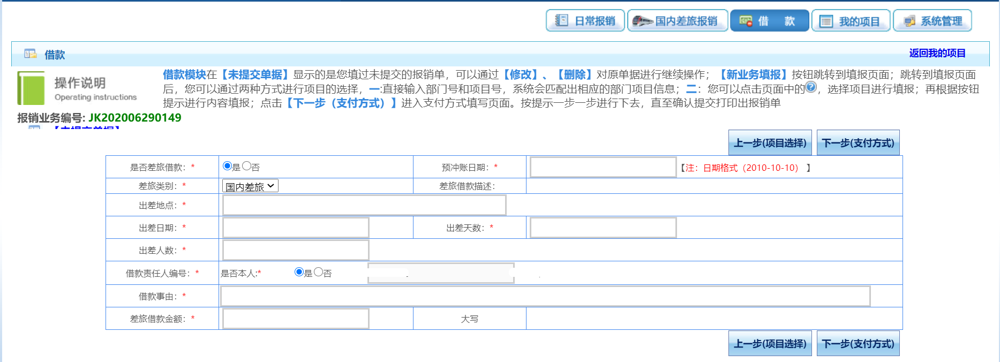 日常报销 国内差旅报销 借 款 我的项目 系统管理
借款 返回我的项目
操作说明
Operating instructions
借款模块在【未提交单据】显示的是您填过未提交的报销单，可以通过【修改】、【删除】对原单据进行继续操作；【新业务填报】按钮跳转到填报页面；跳转到填报页面
后，您可以通过两种方式进行项目的选择，一:直接输入部门号和项目号，系统会匹配出相应的部门项目信息；二：您可以点击页面中的，选择项目进行填报；再根据按钮
提示进行内容填报；点击【下一步（支付方式）】进入支付方式填写页面。按提示一步一步进行下去，直至确认提交打印出报销单
报销业务编号: JK202006290149
【未提交单据】
上一步(项目选择) 下一步(支付方式)
是否差旅借款：* 是 否 预冲账日期：* 【注：日期格式（2010-10-10） 】
差旅类别：* 国内差旅 差旅借款描述：
出差地点：*
出差日期：* 出差天数：*
出差人数：*
借款责任人编号：* 是否本人:* 是 否
借款事由：*
差旅借款金额：* 大写
上一步(项目选择) 下一步(支付方式)